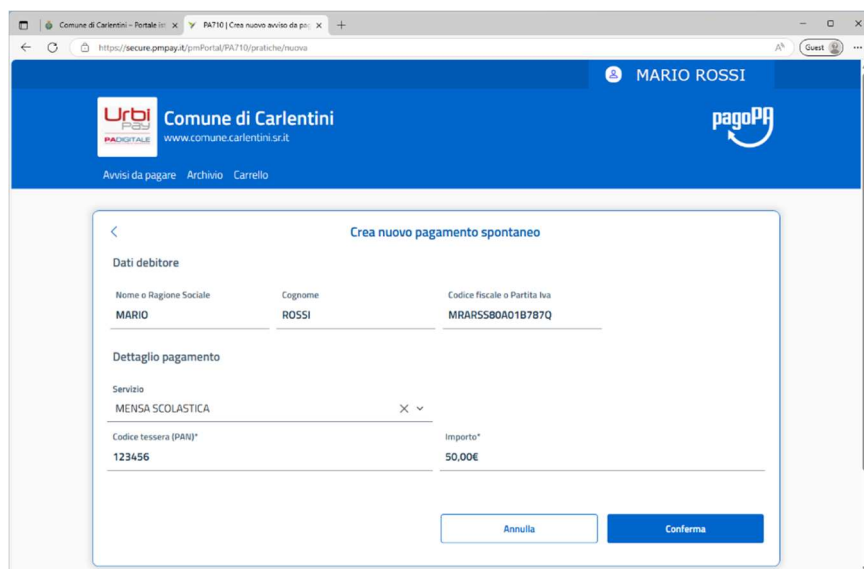 Comune di Carlentini – Portale ist
PA710 | Crea nuovo avviso da pag
https://secure.pmpay.it/pmPortal/PA710/pratiche/nuova
Guest
MARIO ROSSI
Urbi
PAY
PADIGITALE
Comune di Carlentini
www.comune.carlentini.sr.it
pagoPA
Avvisi da pagare Archivio Carrello
Crea nuovo pagamento spontaneo
Dati debitore
Nome o Ragione Sociale Cognome Codice fiscale o Partita Iva
MARIO ROSSI MRARSS80A01B787Q
Dettaglio pagamento
Servizio
MENSA SCOLASTICA
Codice tessera (PAN)* Importo*
123456 50,00€
Annulla Conferma